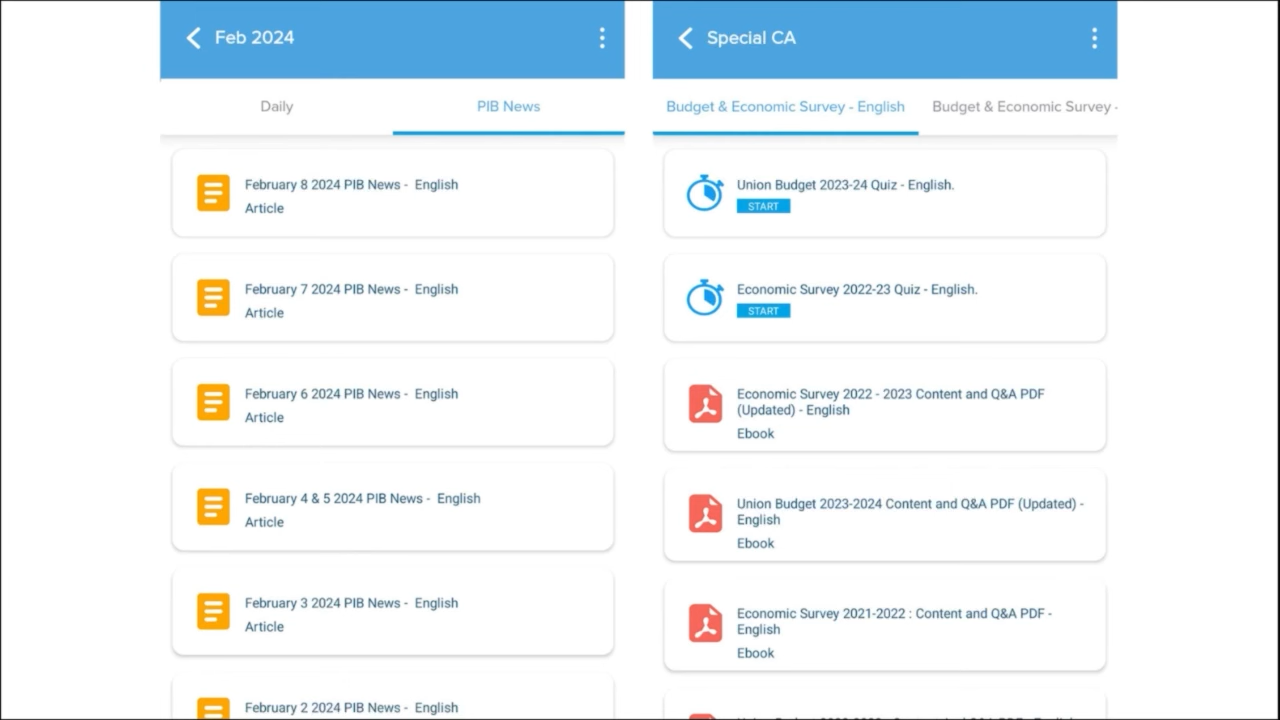 Feb 2024
Daily
PIB News
February 8 2024 PIB News - English
Article
February 7 2024 PIB News - English
Article
February 6 2024 PIB News - English
Article
February 4 & 5 2024 PIB News - English
Article
February 3 2024 PIB News - English
Article
February 2 2024 PIB News - English
Special CA
Budget & Economic Survey - English
Budget & Economic Survey -
Union Budget 2023-24 Quiz - English.
START
Economic Survey 2022-23 Quiz - English.
START
Economic Survey 2022 - 2023 Content and Q&A PDF
(Updated) - English
Ebook
Union Budget 2023-2024 Content and Q&A PDF (Updated) -
English
Ebook
Economic Survey 2021-2022 : Content and Q&A PDF -
English
Ebook